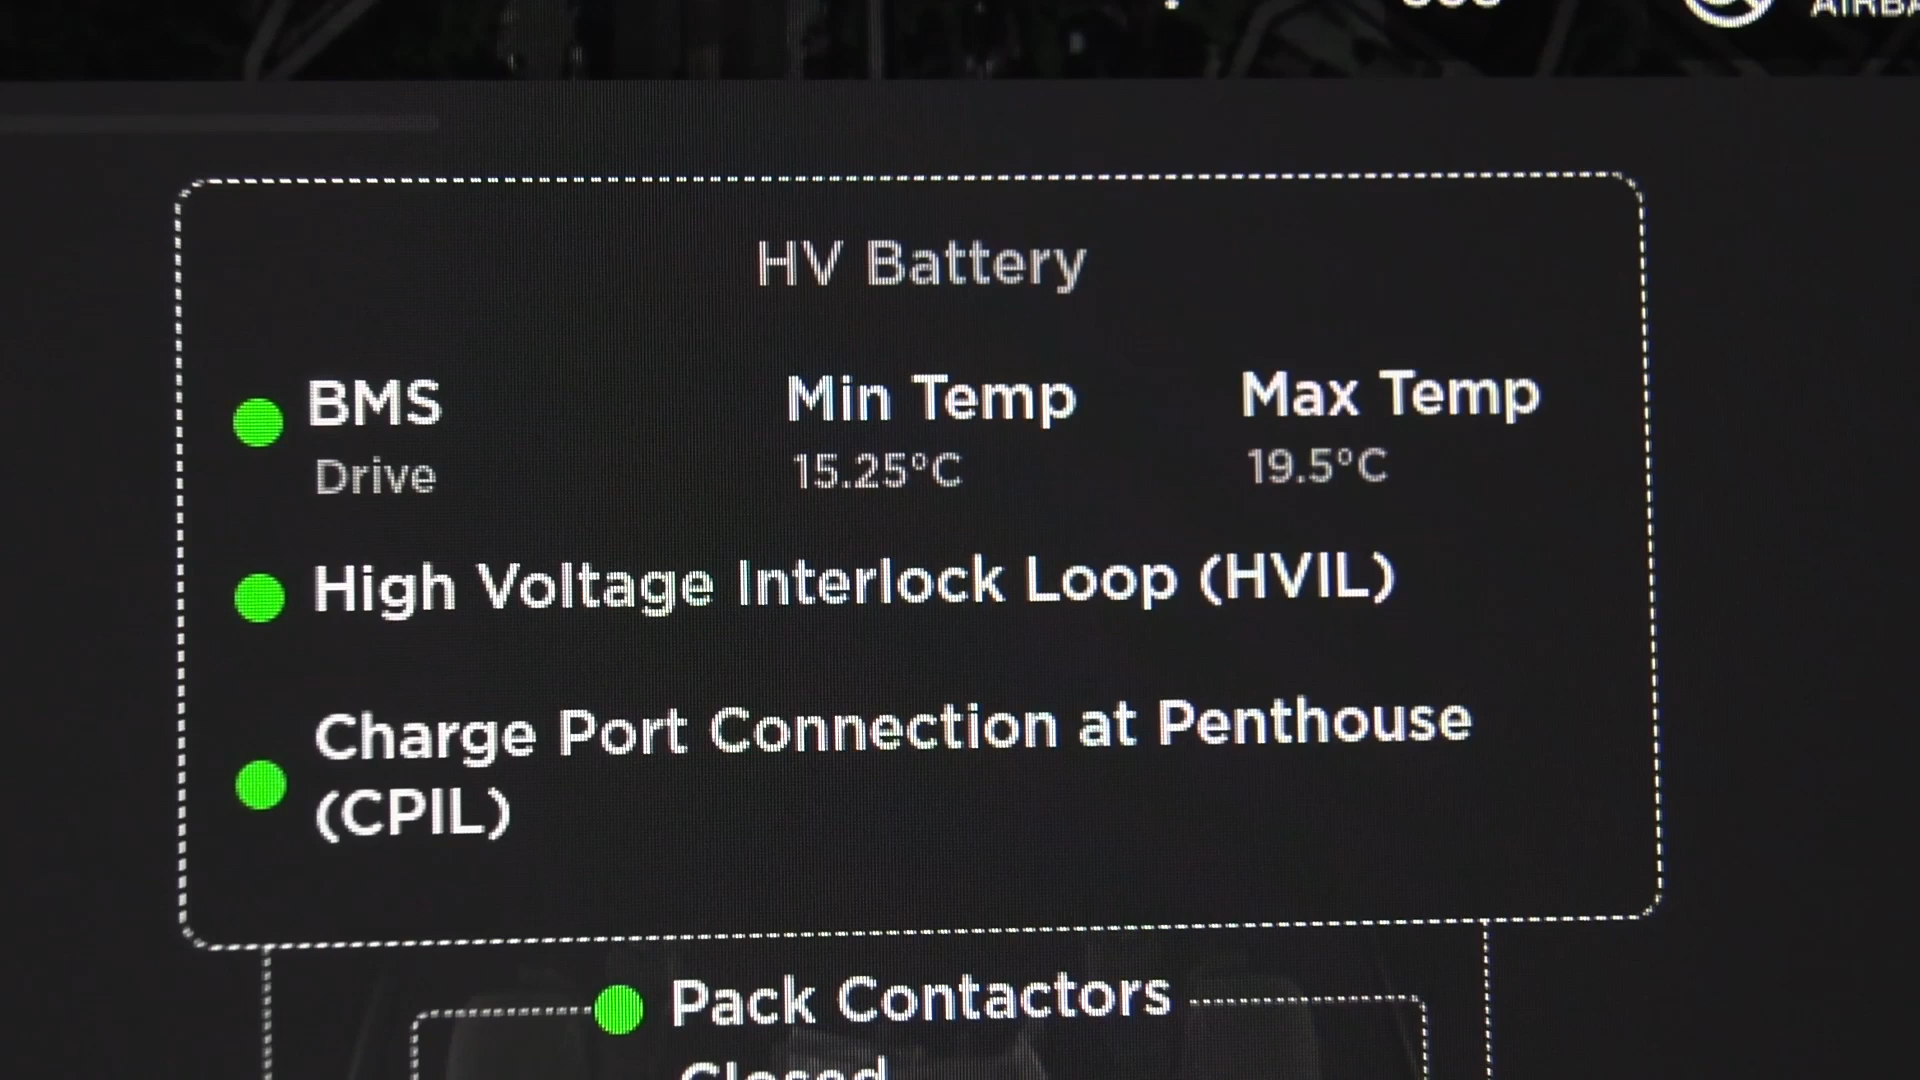 HV Battery
BMS Min Temp Max Temp
Drive 15.25°C 19.5°C
High Voltage Interlock Loop (HVIL)
Charge Port Connection at Penthouse
(CPIL)
Pack Contactors
Closed